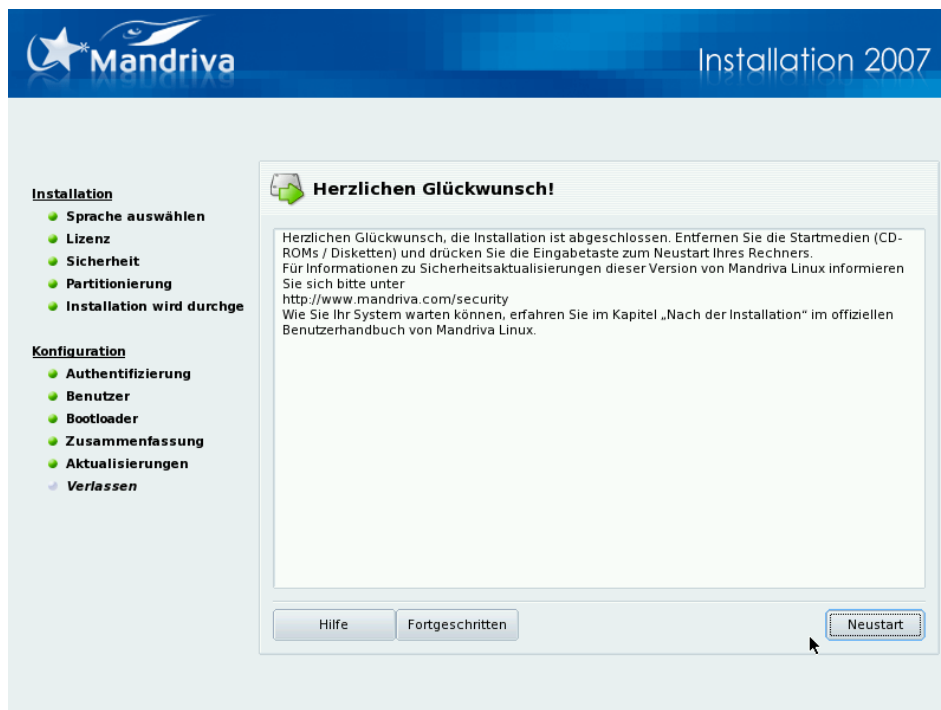 Mandriva
Installation 2007
Installation
Sprache auswählen
Lizenz
Sicherheit
Partitionierung
Installation wird durchge
Konfiguration
Authentifizierung
Benutzer
Bootloader
Zusammenfassung
Aktualisierungen
Verlassen
Herzlichen Glückwunsch!
Herzlichen Glückwunsch, die Installation ist abgeschlossen. Entfernen Sie die Startmedien (CD-
ROMs / Disketten) und drücken Sie die Eingabetaste zum Neustart Ihres Rechners.
Für Informationen zu Sicherheitsaktualisierungen dieser Version von Mandriva Linux informieren
Sie sich bitte unter
http://www.mandriva.com/security
Wie Sie Ihr System warten können, erfahren Sie im Kapitel „Nach der Installation“ im offiziellen
Benutzerhandbuch von Mandriva Linux.
Hilfe
Fortgeschritten
Neustart